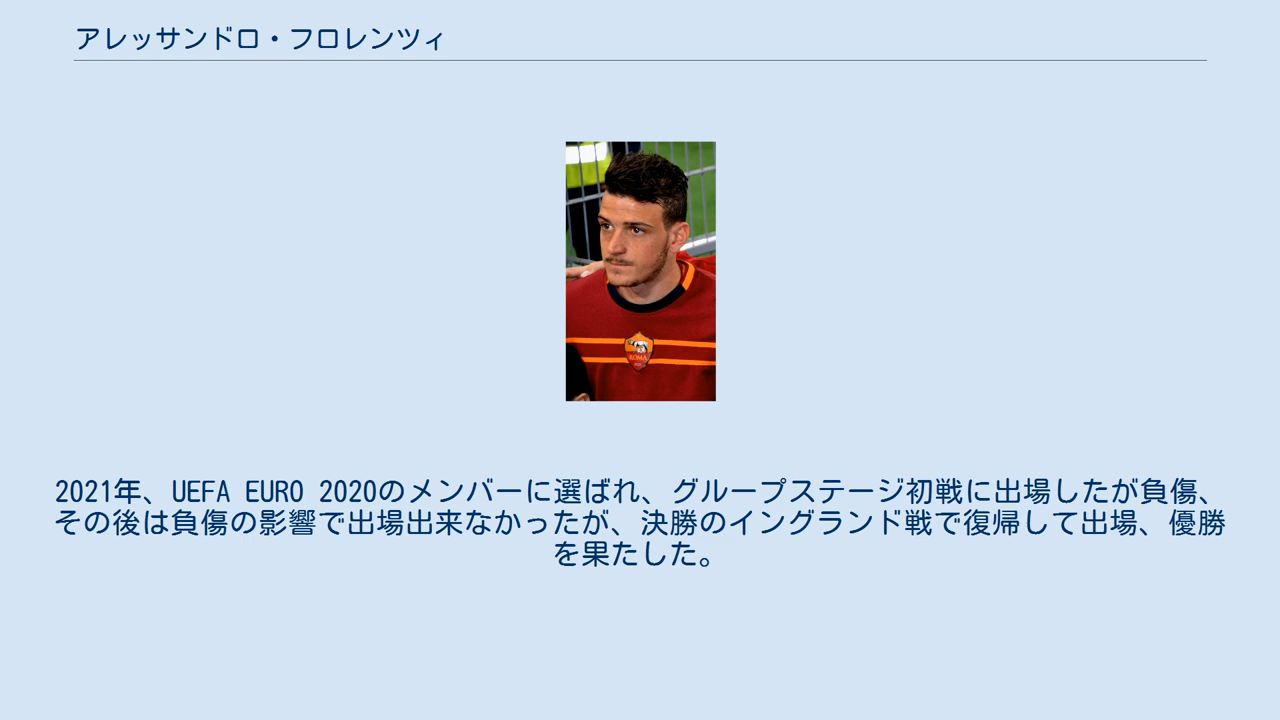 アレッサンドロ・フロレンツィ
ROMA
2021年、UEFA EURO 2020のメンバーに選ばれ、グループステージ初戦に出場したが負傷、
その後は負傷の影響で出場出来なかったが、決勝のイングランド戦で復帰して出場、優勝
を果たした。